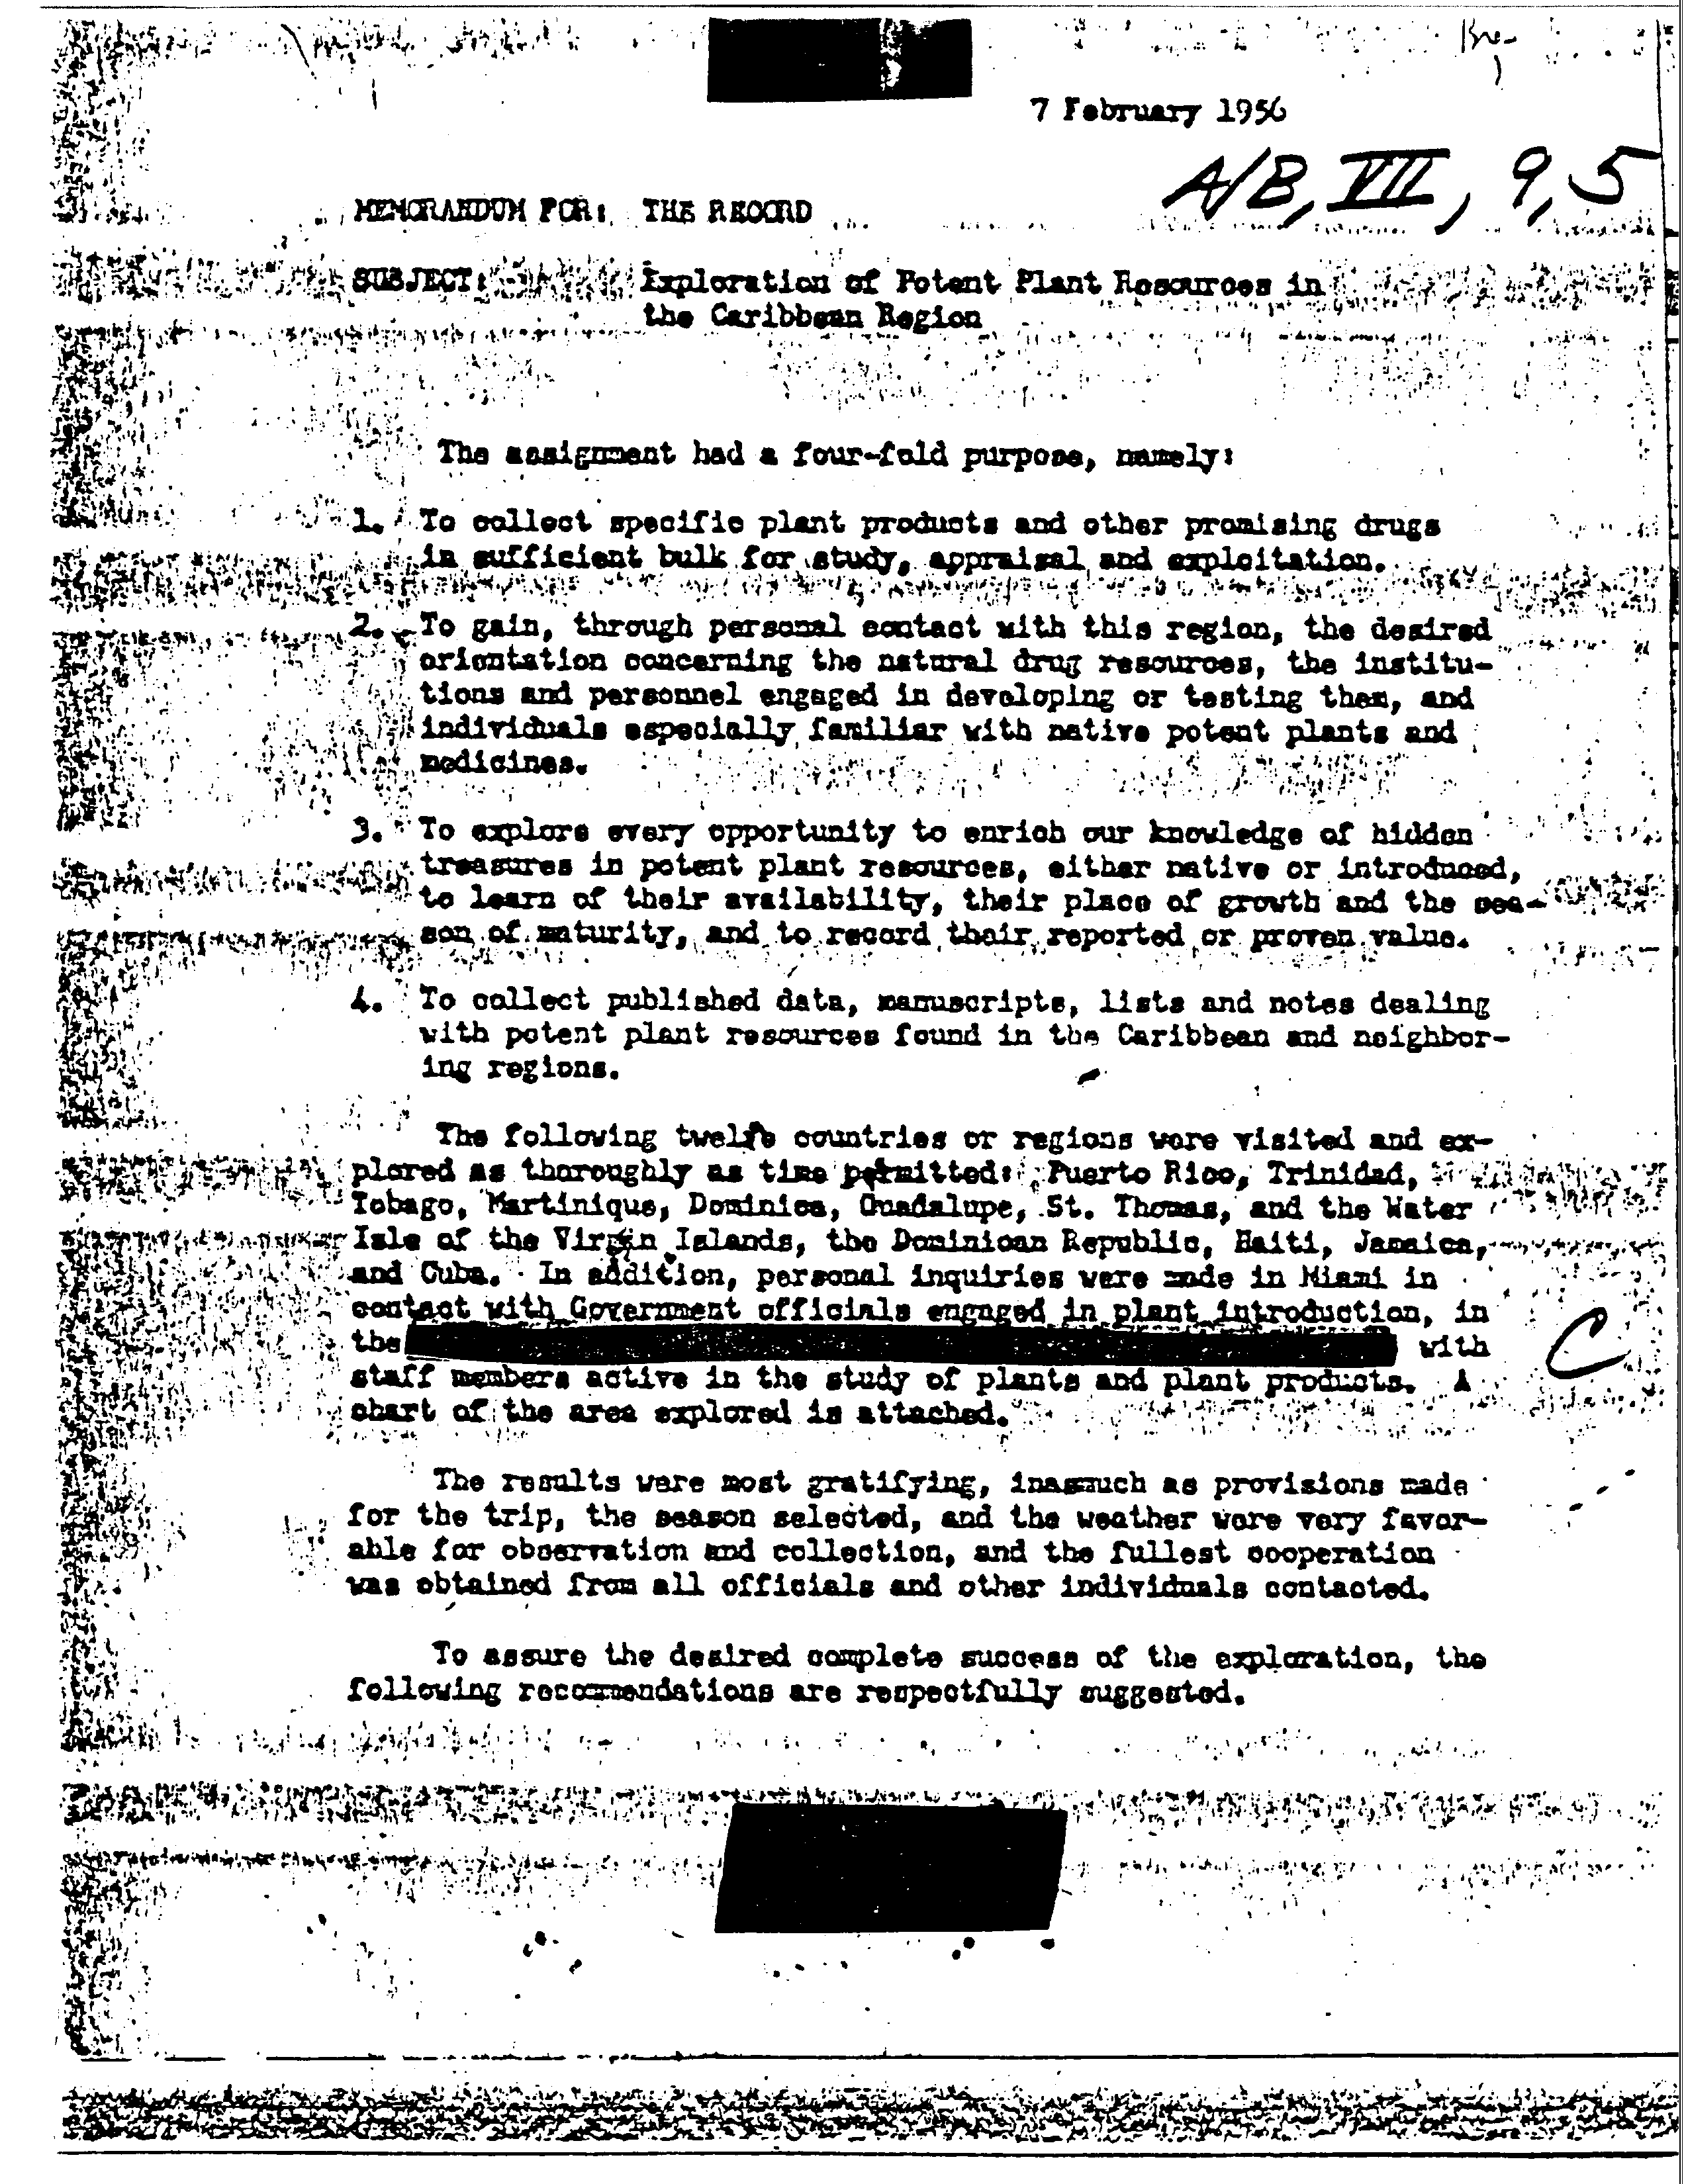 7 February 1956
A/B, VII, 9, 5
MEMORANDUM FOR: THE RECORD
SUBJECT: Exploration of Potent Plant Resources in
the Caribbean Region
The assignment had a four-fold purpose, namely:
1. To collect specific plant products and other promising drugs
in sufficient bulk for study, appraisal and exploitation.
2. To gain, through personal contact with this region, the desired
orientation concerning the natural drug resources, the institu-
tions and personnel engaged in developing or testing them, and
individuals especially familiar with native potent plants and
medicines.
3. To explore every opportunity to enrich our knowledge of hidden
treasures in potent plant resources, either native or introduced,
to learn of their availability, their place of growth and the sea-
son of maturity, and to record their reported or proven value.
4. To collect published data, manuscripts, lists and notes dealing
with potent plant resources found in the Caribbean and neighbor-
ing regions.
The following twelve countries or regions were visited and ex-
plored as thoroughly as time permitted: Puerto Rico, Trinidad,
Tobago, Martinique, Dominica, Guadalupe, St. Thomas, and the Water
Isle of the Virgin Islands, the Dominican Republic, Haiti, Jamaica,
and Cuba. In addition, personal inquiries were made in Miami in
contact with Government officials engaged in plant introduction, in
the with
C
staff members active in the study of plants and plant products. A
chart of the area explored is attached.
The results were most gratifying, inasmuch as provisions made
for the trip, the season selected, and the weather were very favor-
able for observation and collection, and the fullest cooperation
was obtained from all officials and other individuals contacted.
To assure the desired complete success of the exploration, the
following recommendations are respectfully suggested.